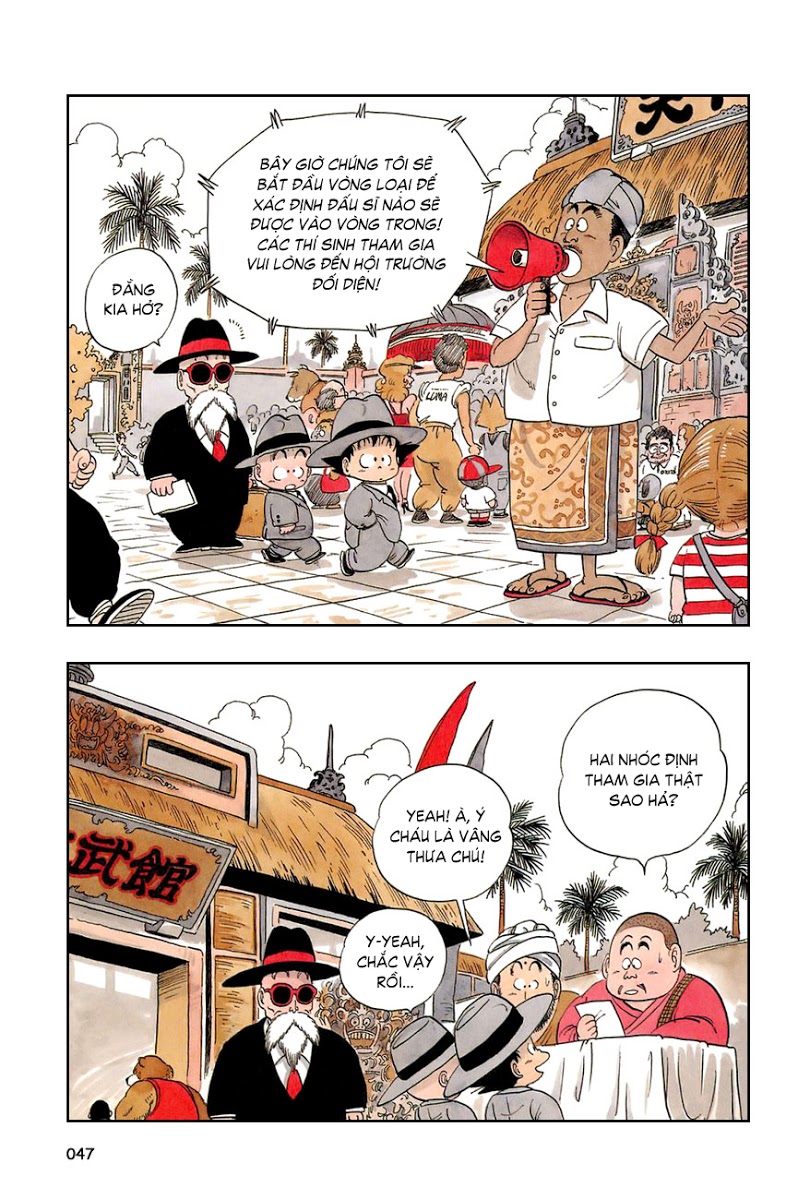 BÂY GIỜ CHÚNG TÔI SẼ
BẮT ĐẦU VÒNG LOẠI ĐỂ
XÁC ĐỊNH ĐẤU SĨ NÀO SẼ
ĐƯỢC VÀO VÒNG TRONG!
CÁC THÍ SINH THAM GIA
VUI LÒNG ĐẾN HỘI TRƯỜNG
ĐỐI DIỆN!
ĐẰNG
KIA HỞ?
LUMA
HAI NHÓC ĐỊNH
THAM GIA THẬT
SAO HẢ?
YEAH! À, Ý
CHÁU LÀ VÂNG
THƯA CHÚ!
Y-YEAH,
CHẮC VẬY
RỒI...
武館
047